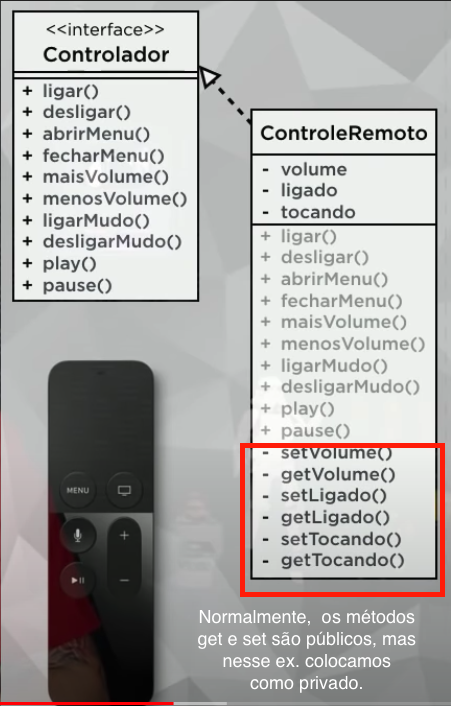 <<interface>>
Controlador
+ ligar()
+ desligar()
+ abrirMenu()
+ fecharMenu()
+ maisVolume()
+ menosVolume()
+ ligarMudo()
+ desligarMudo()
+ play()
+ pause()
ControleRemoto
- volume
- ligado
- tocando
+ ligar()
+ desligar()
+ abrirMenu()
+ fecharMenu()
+ maisVolume()
+ menosVolume()
+ ligarMudo()
+ desligarMudo()
+ play()
+ pause()
- setVolume()
- getVolume()
- setLigado()
- getLigado()
- setTocando()
- getTocando()
MENU
+
−
Normalmente, os métodos
get e set são públicos, mas
nesse ex. colocamos
como privado.